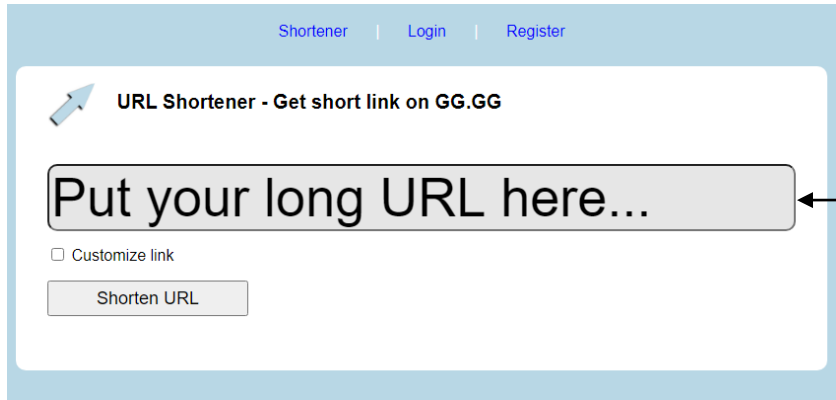 Shortener | Login | Register
URL Shortener - Get short link on GG.GG
Put your long URL here...
Customize link
Shorten URL